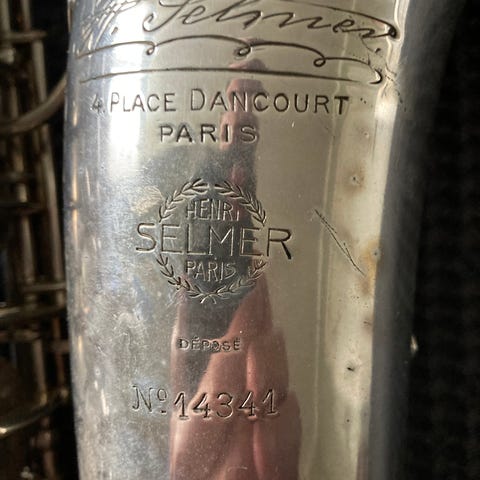 Selmer
4. PLACE DANCOURT
PARIS
HENRI
SELMER
PARIS
DÉPOSÉ
Nº 14341